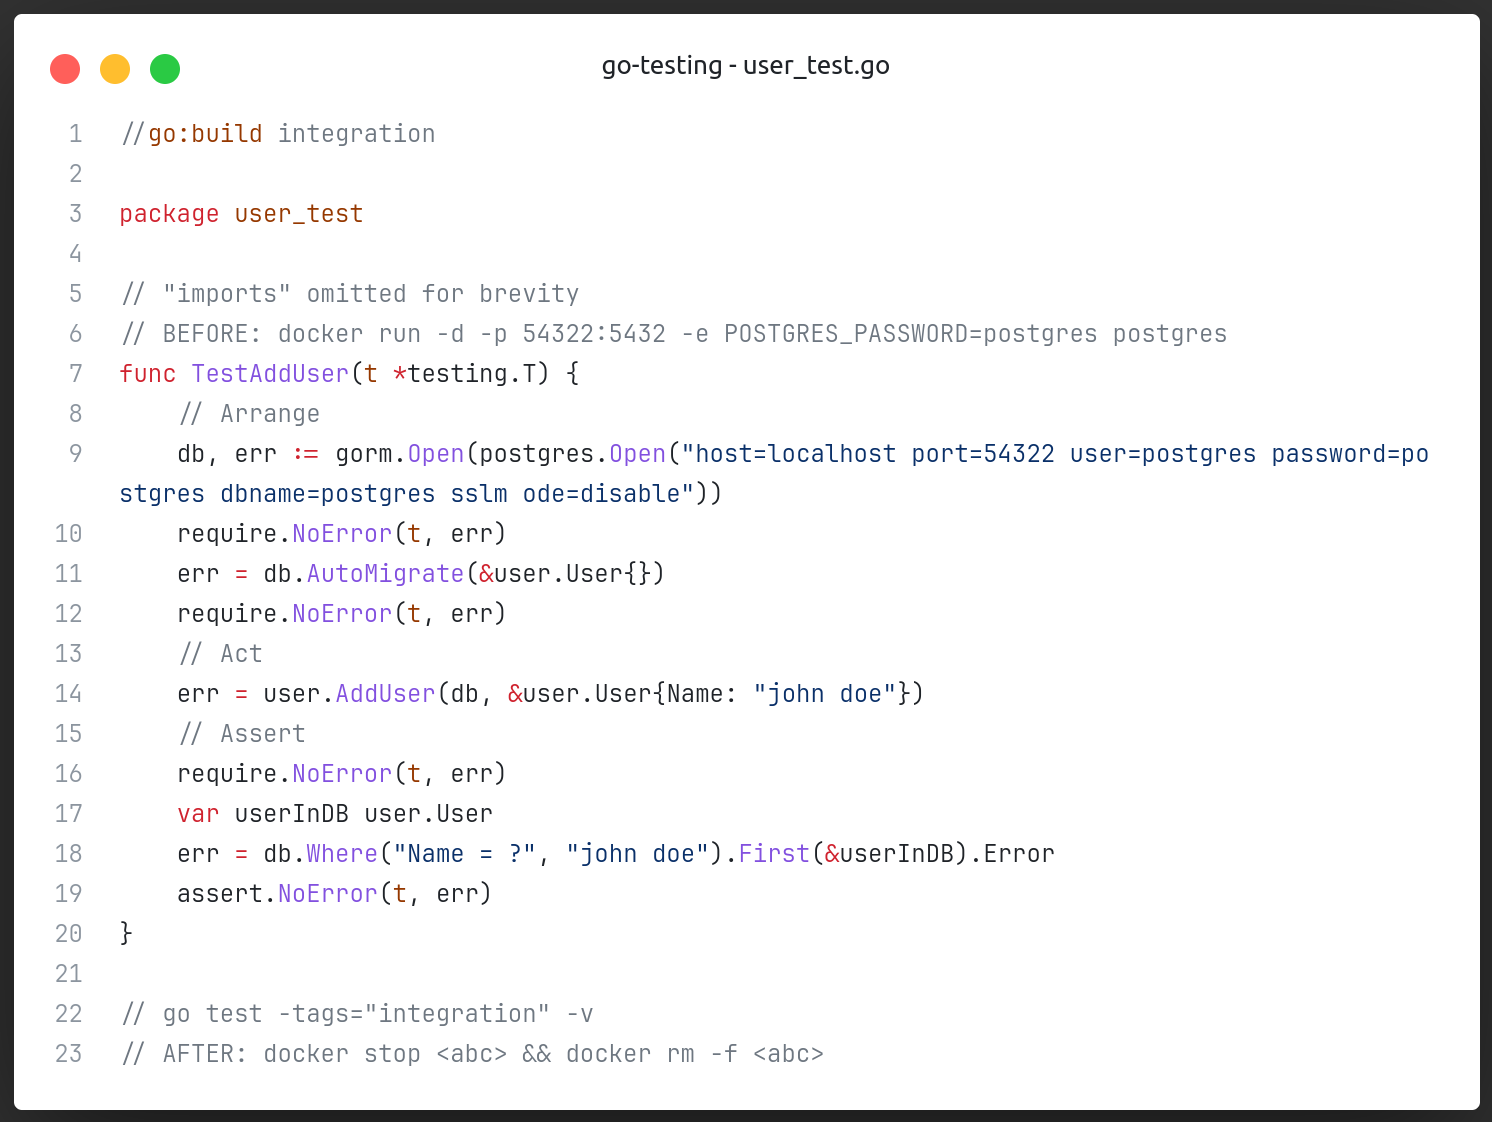 go-testing - user_test.go
1 //go:build integration
2
3 package user_test
4
5 // "imports" omitted for brevity
6 // BEFORE: docker run -d -p 54322:5432 -e POSTGRES_PASSWORD=postgres postgres
7 func TestAddUser(t *testing.T) {
8     // Arrange
9     db, err := gorm.Open(postgres.Open("host=localhost port=54322 user=postgres password=po
stgres dbname=postgres sslm ode=disable"))
10     require.NoError(t, err)
11     err = db.AutoMigrate(&user.User{})
12     require.NoError(t, err)
13     // Act
14     err = user.AddUser(db, &user.User{Name: "john doe"})
15     // Assert
16     require.NoError(t, err)
17     var userInDB user.User
18     err = db.Where("Name = ?", "john doe").First(&userInDB).Error
19     assert.NoError(t, err)
20 }
21
22 // go test -tags="integration" -v
23 // AFTER: docker stop <abc> && docker rm -f <abc>